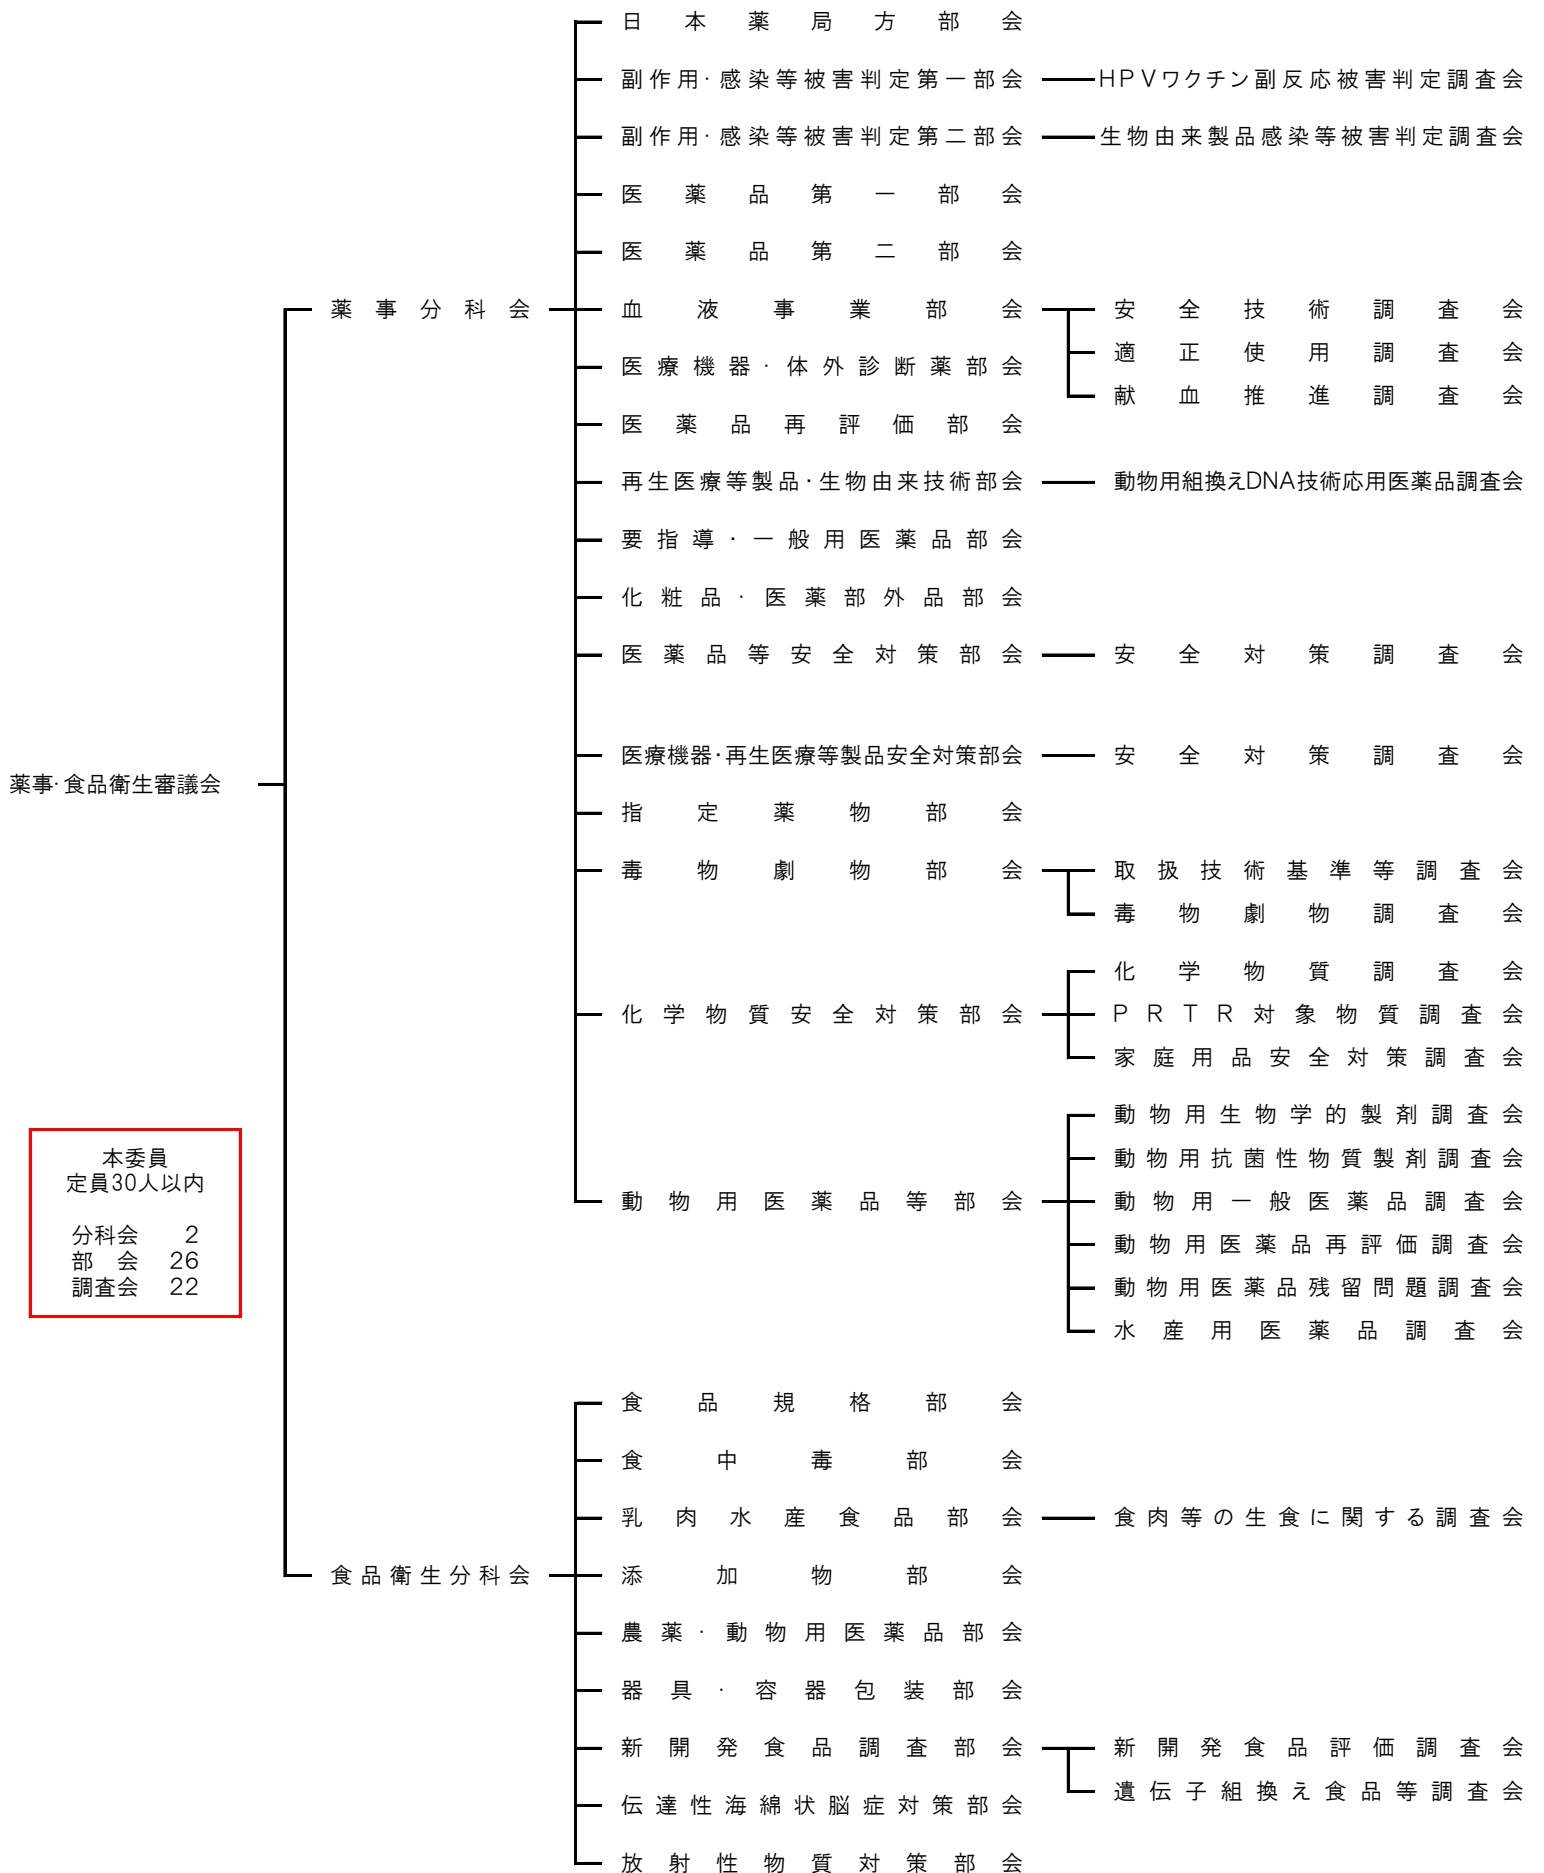 日本薬局方部会
副作用・感染等被害判定第一部会
HPVワクチン副反応被害判定調査会
副作用・感染等被害判定第二部会
生物由来製品感染等被害判定調査会
医薬品第一部会
医薬品第二部会
薬事分科会
血液事業部会
安全技術調査会
適正使用調査会
医療機器・体外診断薬部会
献血推進調査会
医薬品再評価部会
再生医療等製品・生物由来技術部会
動物用組換えDNA技術応用医薬品調査会
要指導・一般用医薬品部会
化粧品・医薬部外品部会
医薬品等安全対策部会
安全対策調査会
医療機器・再生医療等製品安全対策部会
安全対策調査会
薬事・食品衛生審議会
指定薬物部会
毒物劇物部会
取扱技術基準等調査会
毒物劇物調査会
化学物質調査会
化学物質安全対策部会
PRTR対象物質調査会
家庭用品安全対策調査会
動物用生物学的製剤調査会
動物用抗菌性物質製剤調査会
動物用医薬品等部会
動物用一般医薬品調査会
動物用医薬品再評価調査会
動物用医薬品残留問題調査会
水産用医薬品調査会
本委員
定員30人以内
分科会 2
部 会 26
調査会 22
食品規格部会
食中毒部会
乳肉水産食品部会
食肉等の生食に関する調査会
食品衛生分科会
添加物部会
農薬・動物用医薬品部会
器具・容器包装部会
新開発食品調査部会
新開発食品評価調査会
遺伝子組換え食品等調査会
伝達性海綿状脳症対策部会
放射性物質対策部会